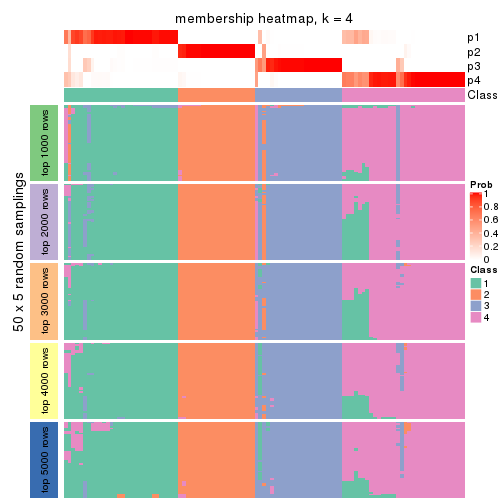 membership heatmap, k = 4
p1
p2
p3
p4
Class
50 x 5 random samplings
top 1000 rows
top 2000 rows
top 3000 rows
top 4000 rows
top 5000 rows
Prob
1
0.8
0.6
0.4
0.2
0
Class
1
2
3
4